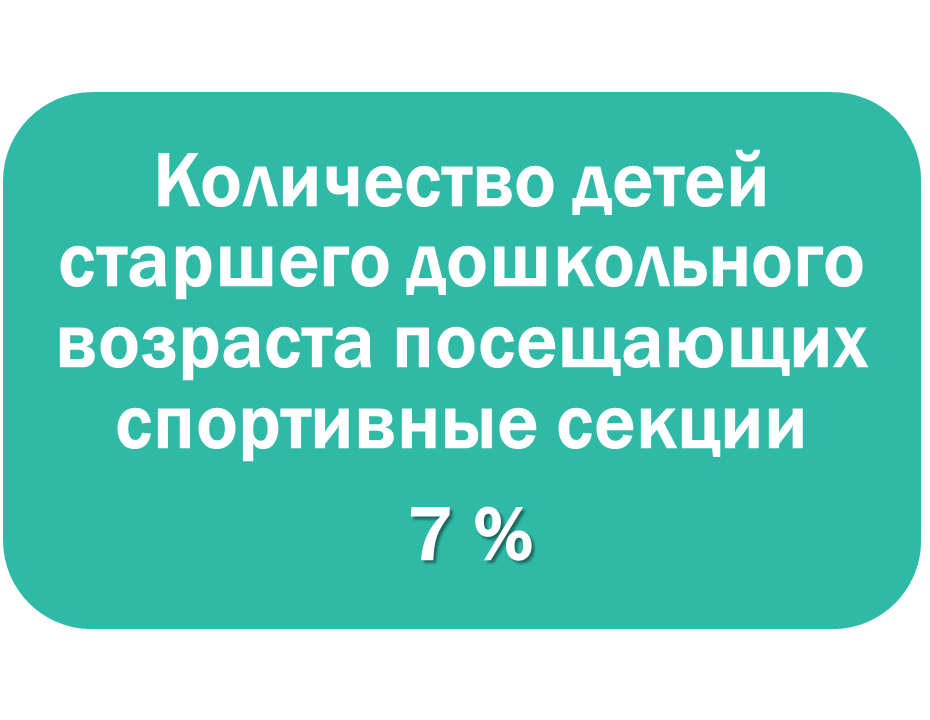 Количество детей
старшего дошкольного
возраста посещающих
спортивные секции
7 %